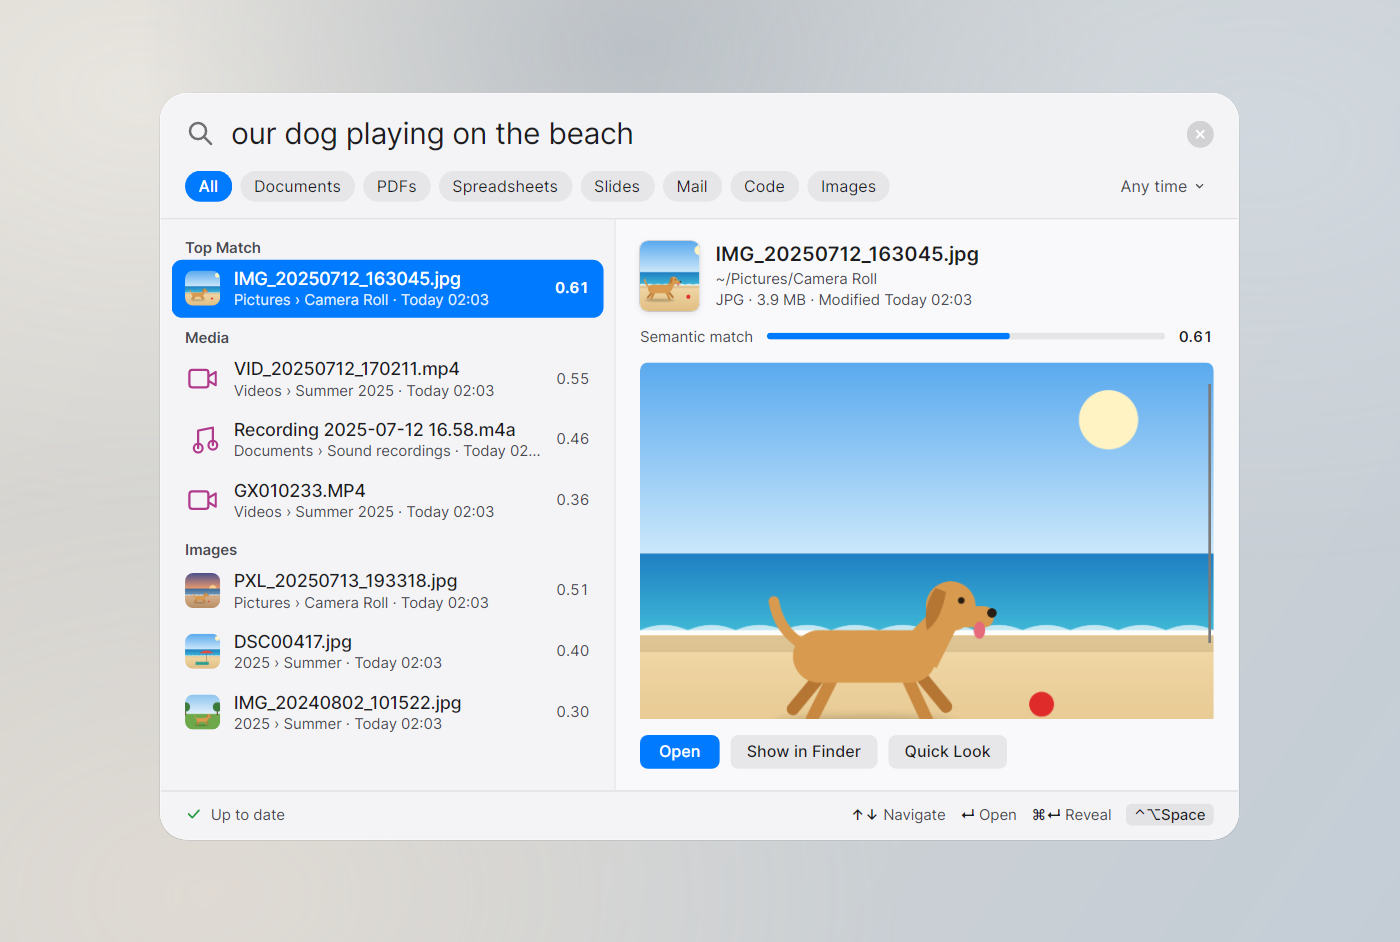 our dog playing on the beach
All Documents PDFs Spreadsheets Slides Mail Code Images Any time
Top Match
IMG_20250712_163045.jpg
Pictures › Camera Roll · Today 02:03
0.61
Media
VID_20250712_170211.mp4
Videos › Summer 2025 · Today 02:03
0.55
Recording 2025-07-12 16.58.m4a
Documents › Sound recordings · Today 02...
0.46
GX010233.MP4
Videos › Summer 2025 · Today 02:03
0.36
Images
PXL_20250713_193318.jpg
Pictures › Camera Roll · Today 02:03
0.51
DSC00417.jpg
2025 › Summer · Today 02:03
0.40
IMG_20240802_101522.jpg
2025 › Summer · Today 02:03
0.30
IMG_20250712_163045.jpg
~/Pictures/Camera Roll
JPG · 3.9 MB · Modified Today 02:03
Semantic match 0.61
Open Show in Finder Quick Look
Up to date
↑↓ Navigate ↵ Open ⌘↵ Reveal ^⌥Space